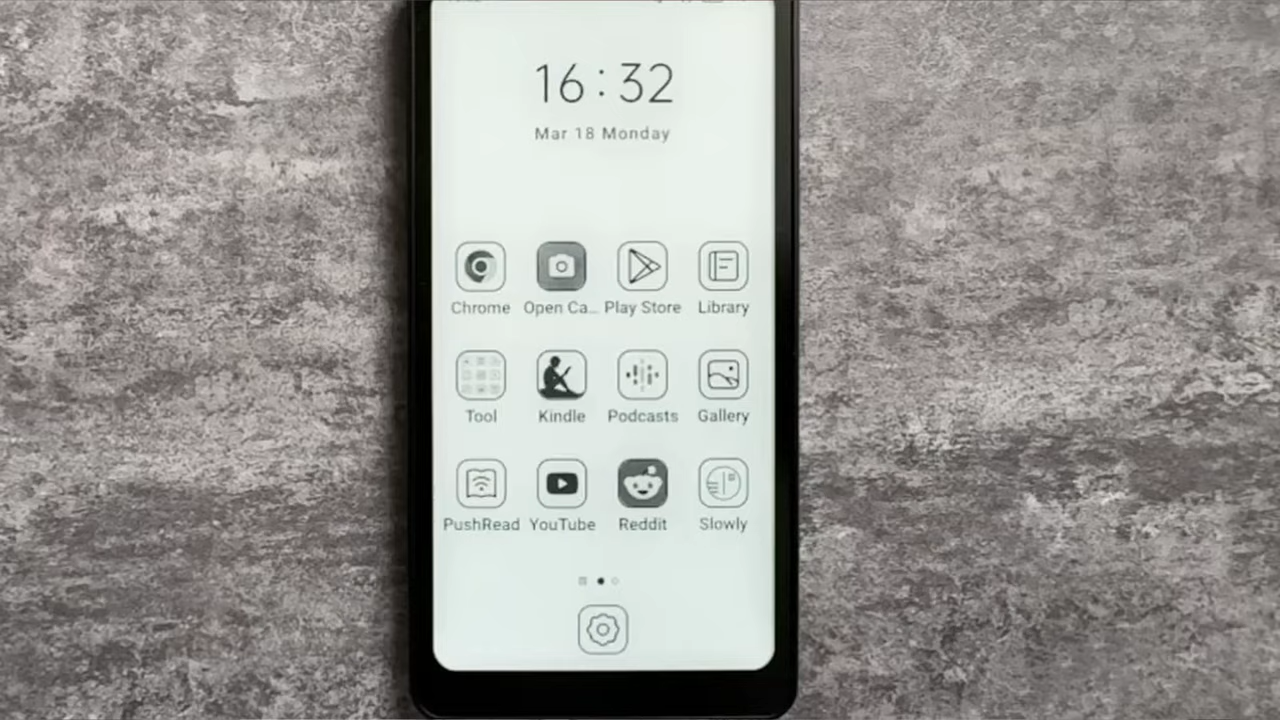 16:32
Mar 18 Monday
Chrome Open Ca... Play Store Library
Tool Kindle Podcasts Gallery
PushRead YouTube Reddit Slowly